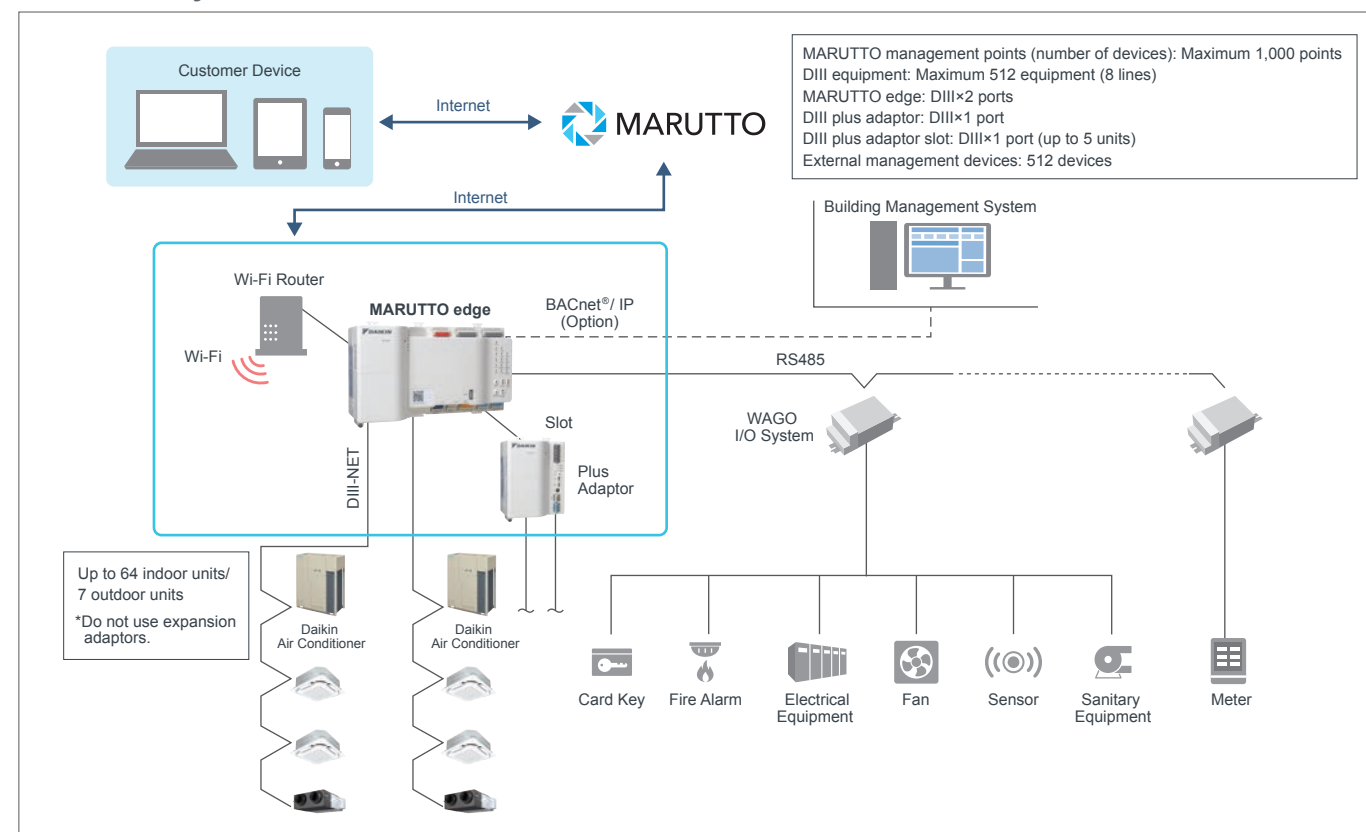 Customer Device
Internet
MARUTTO
MARUTTO management points (number of devices): Maximum 1,000 points
DIII equipment: Maximum 512 equipment (8 lines)
MARUTTO edge: DIII×2 ports
DIII plus adaptor: DIII×1 port
DIII plus adaptor slot: DIII×1 port (up to 5 units)
External management devices: 512 devices
Internet
Building Management System
Wi-Fi Router
MARUTTO edge
BACnet®/ IP
(Option)
Wi-Fi
DAIKIN
RS485
Slot
WAGO
I/O System
DAIKIN
Plus
Adaptor
DIII-NET
Up to 64 indoor units/
7 outdoor units
*Do not use expansion
adaptors.
Daikin
Air Conditioner
Daikin
Air Conditioner
Card Key
Fire Alarm
Electrical
Equipment
Fan
Sensor
Sanitary
Equipment
Meter